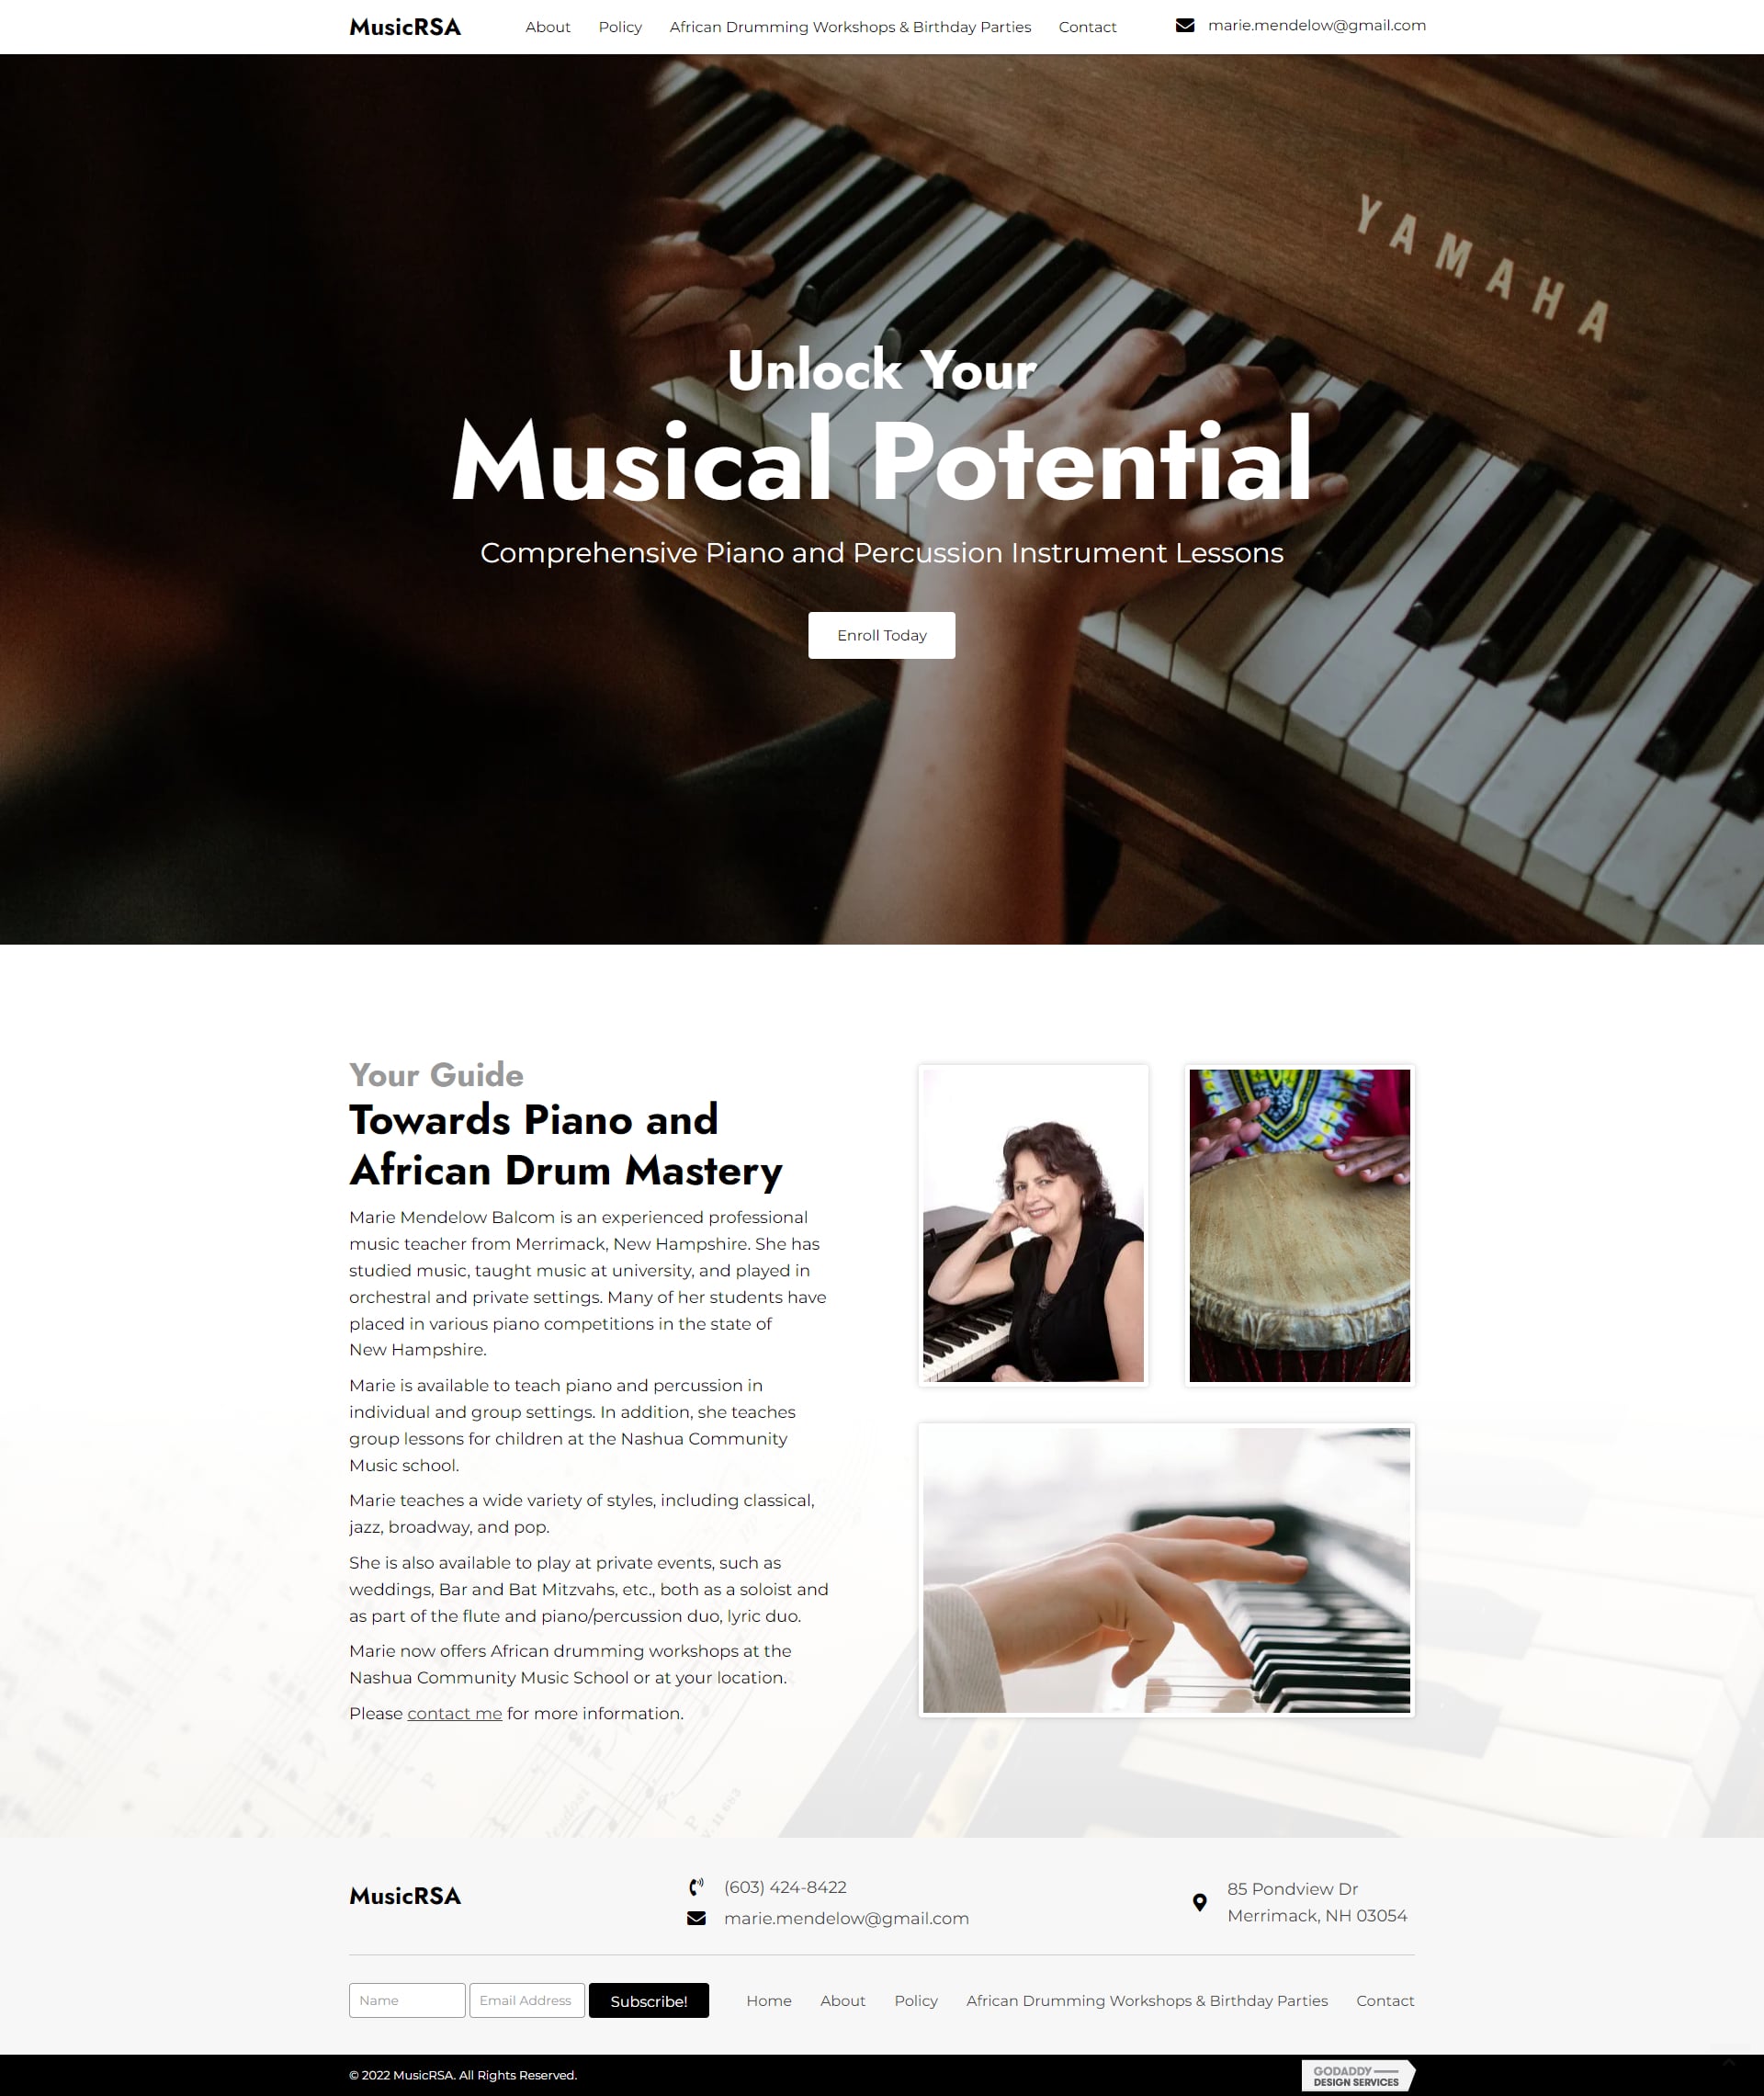 MusicRSA
About Policy African Drumming Workshops & Birthday Parties Contact
marie.mendelow@gmail.com
YAMAHA
Unlock Your
Musical Potential
Comprehensive Piano and Percussion Instrument Lessons
Enroll Today
Your Guide
Towards Piano and
African Drum Mastery
Marie Mendelow Balcom is an experienced professional
music teacher from Merrimack, New Hampshire. She has
studied music, taught music at university, and played in
orchestral and private settings. Many of her students have
placed in various piano competitions in the state of
New Hampshire.
Marie is available to teach piano and percussion in
individual and group settings. In addition, she teaches
group lessons for children at the Nashua Community
Music school.
Marie teaches a wide variety of styles, including classical,
jazz, broadway, and pop.
She is also available to play at private events, such as
weddings, Bar and Bat Mitzvahs, etc., both as a soloist and
as part of the flute and piano/percussion duo, lyric duo.
Marie now offers African drumming workshops at the
Nashua Community Music School or at your location.
Please contact me for more information.
MusicRSA
(603) 424-8422
marie.mendelow@gmail.com
85 Pondview Dr
Merrimack, NH 03054
Name Email Address Subscribe!
Home About Policy African Drumming Workshops & Birthday Parties Contact
© 2022 MusicRSA. All Rights Reserved.
GODADDY
DESIGN SERVICES